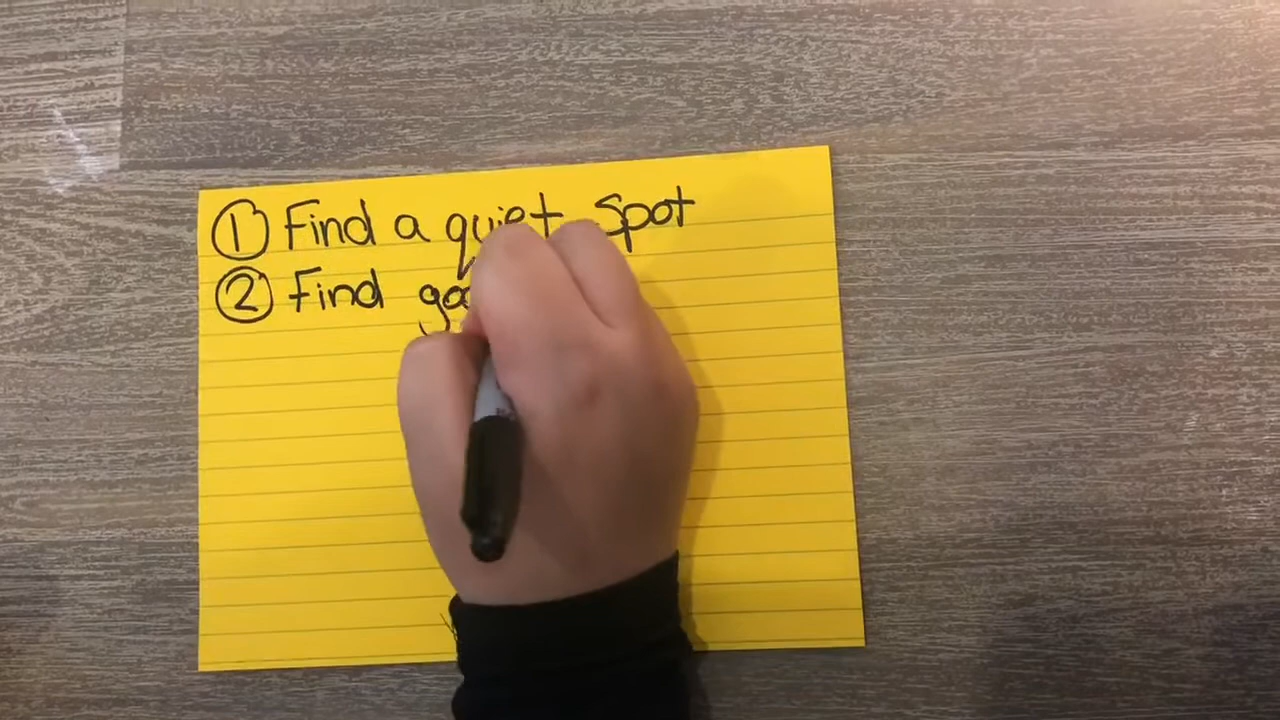 ① Find a quiet Spot
② Find